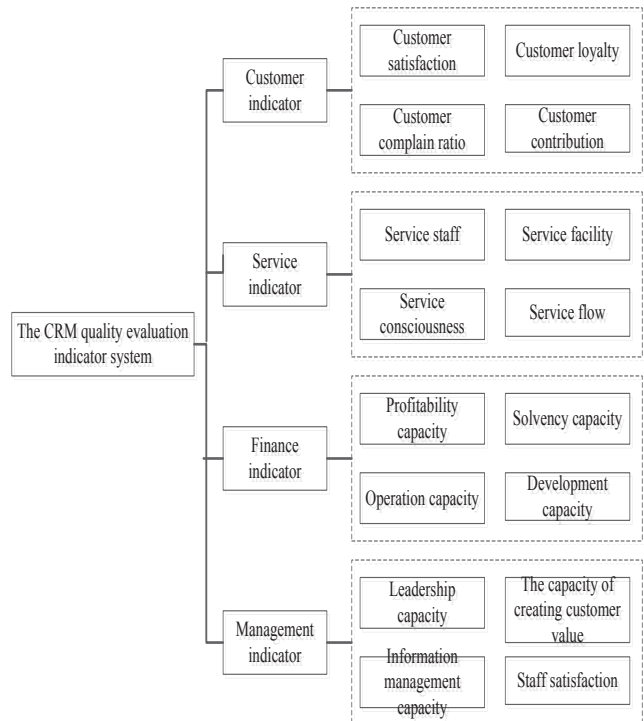 The CRM quality evaluation
indicator system
Customer
indicator
Customer
satisfaction
Customer loyalty
Customer
complain ratio
Customer
contribution
Service
indicator
Service staff
Service facility
Service
consciousness
Service flow
Finance
indicator
Profitability
capacity
Solvency capacity
Operation capacity
Development
capacity
Management
indicator
Leadership
capacity
The capacity of
creating customer
value
Information
management
capacity
Staff satisfaction